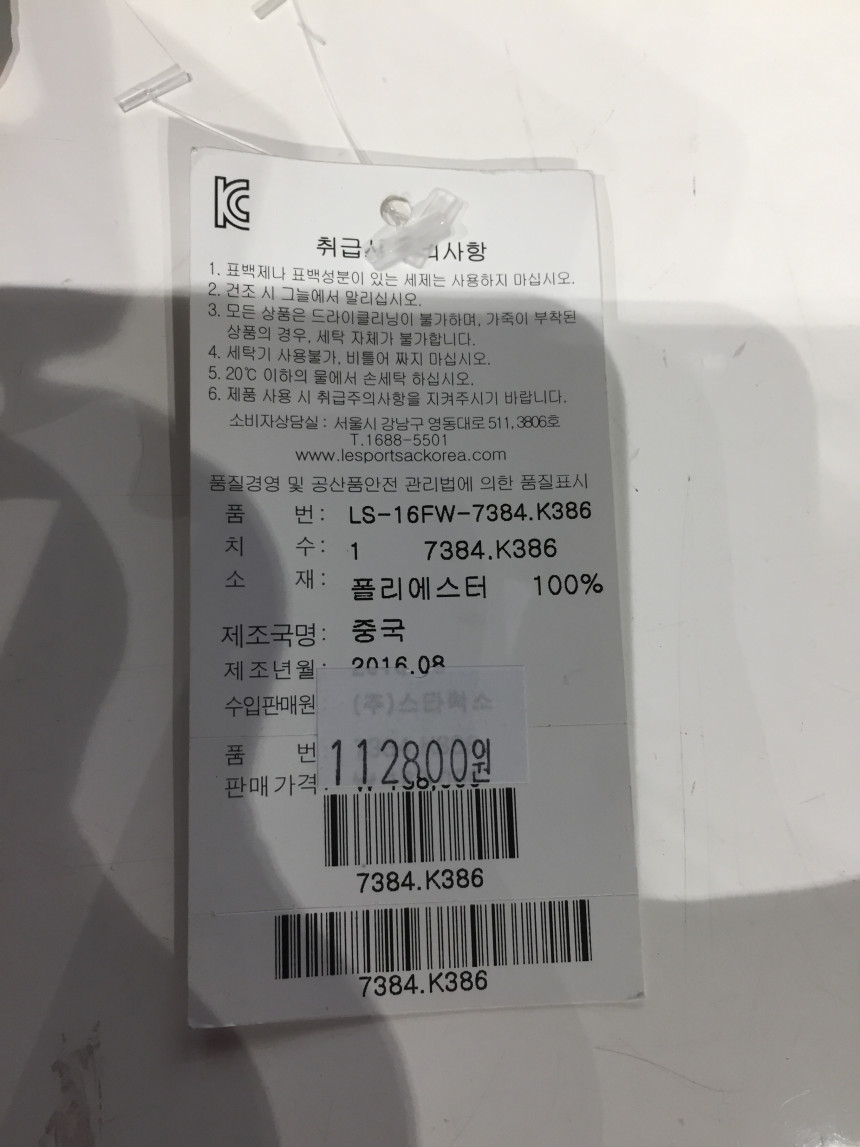 KC
취급 의사항
1. 표백제나 표백성분이 있는 세제는 사용하지 마십시오.
2. 건조 시 그늘에서 말리십시오.
3. 모든 상품은 드라이클리닝이 불가하며, 가죽이 부착된
상품의 경우, 세탁 자체가 불가합니다.
4. 세탁기 사용불가, 비틀어 짜지 마십시오.
5. 20℃ 이하의 물에서 손세탁 하십시오.
6. 제품 사용 시 취급주의사항을 지켜주시기 바랍니다.
소비자상담실 : 서울시 강남구 영동대로 511, 3806호
T.1688-5501
www.lesportsackorea.com
품질경영 및 공산품안전 관리법에 의한 품질표시
품 번 : LS-16FW-7384.K386
치 수 : 1 7384.K386
소 재 : 폴리에스터 100%
제조국명 : 중국
제조년월 : 2016.08
수입판매원
품 번
112800원
판매가격
7384.K386
7384.K386